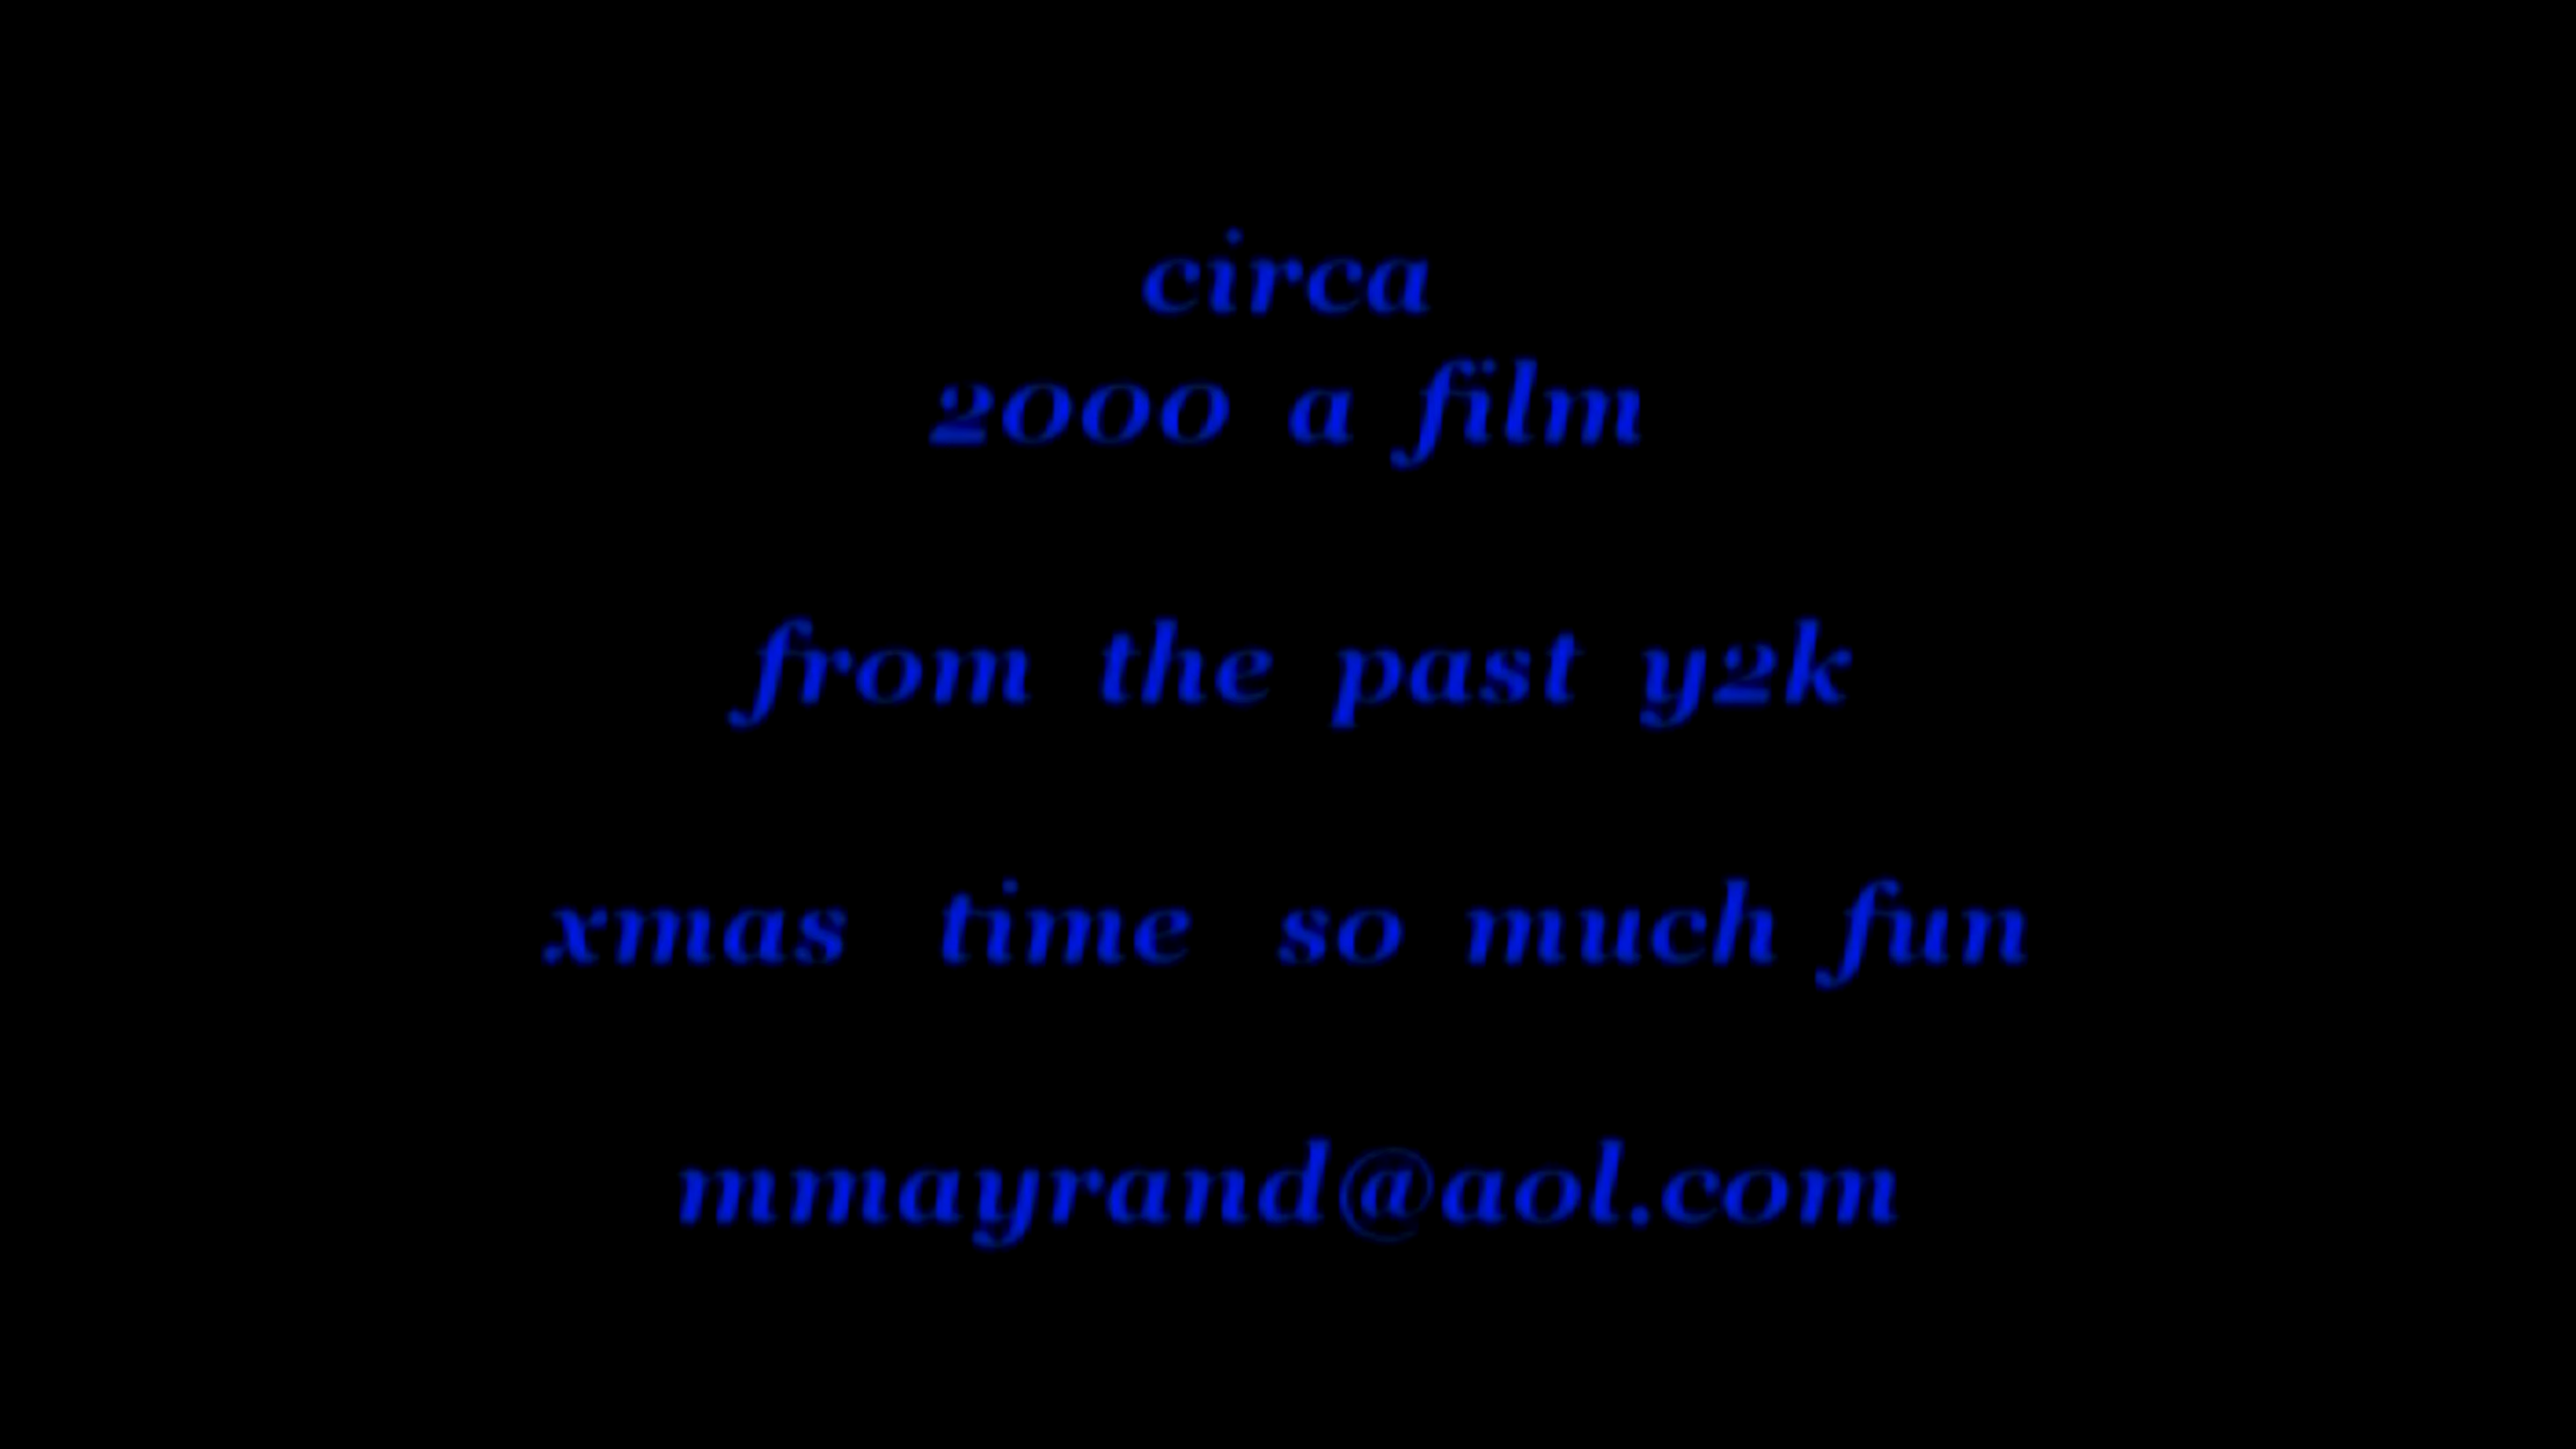 circa
2000 a film
from the past y2k
xmas time so much fun
mmayrand@aol.com